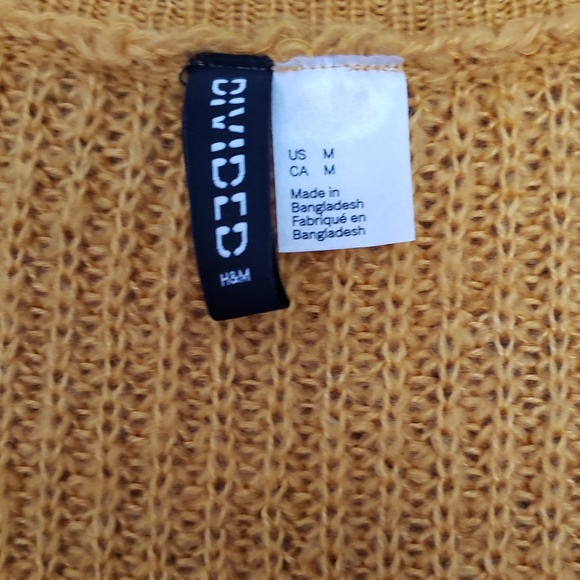 DIVIDED
H&M
US M
CA M
Made in
Bangladesh
Fabriqué en
Bangladesh